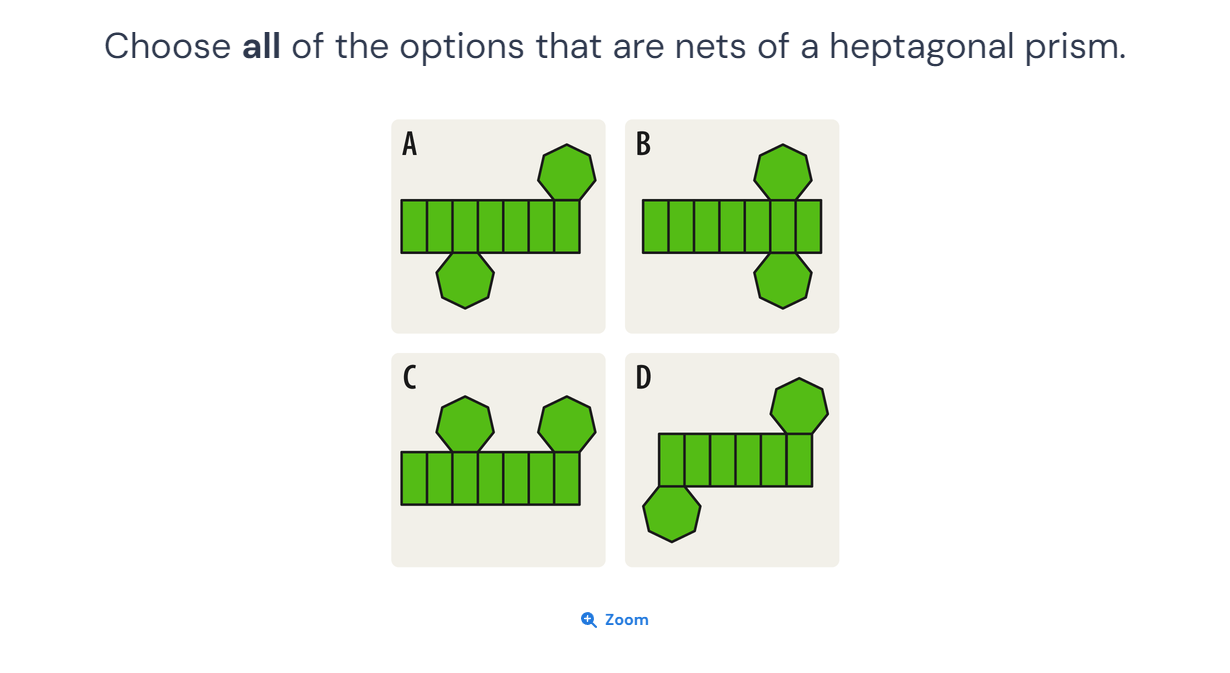 Choose all of the options that are nets of a heptagonal prism.
A
B
C
D
Zoom